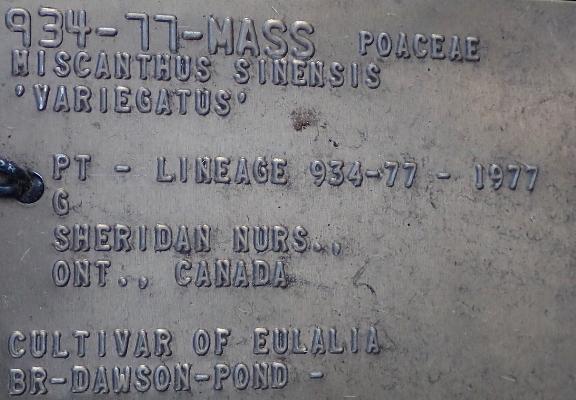 934-77-MASS POACEAE
MISCANTHUS SINENSIS
'VARIEGATUS'
PT - LINEAGE 934-77 - 1977
G
SHERIDAN NURS.,
ONT., CANADA
CULTIVAR OF EULALIA
BR-DAWSON-POND -